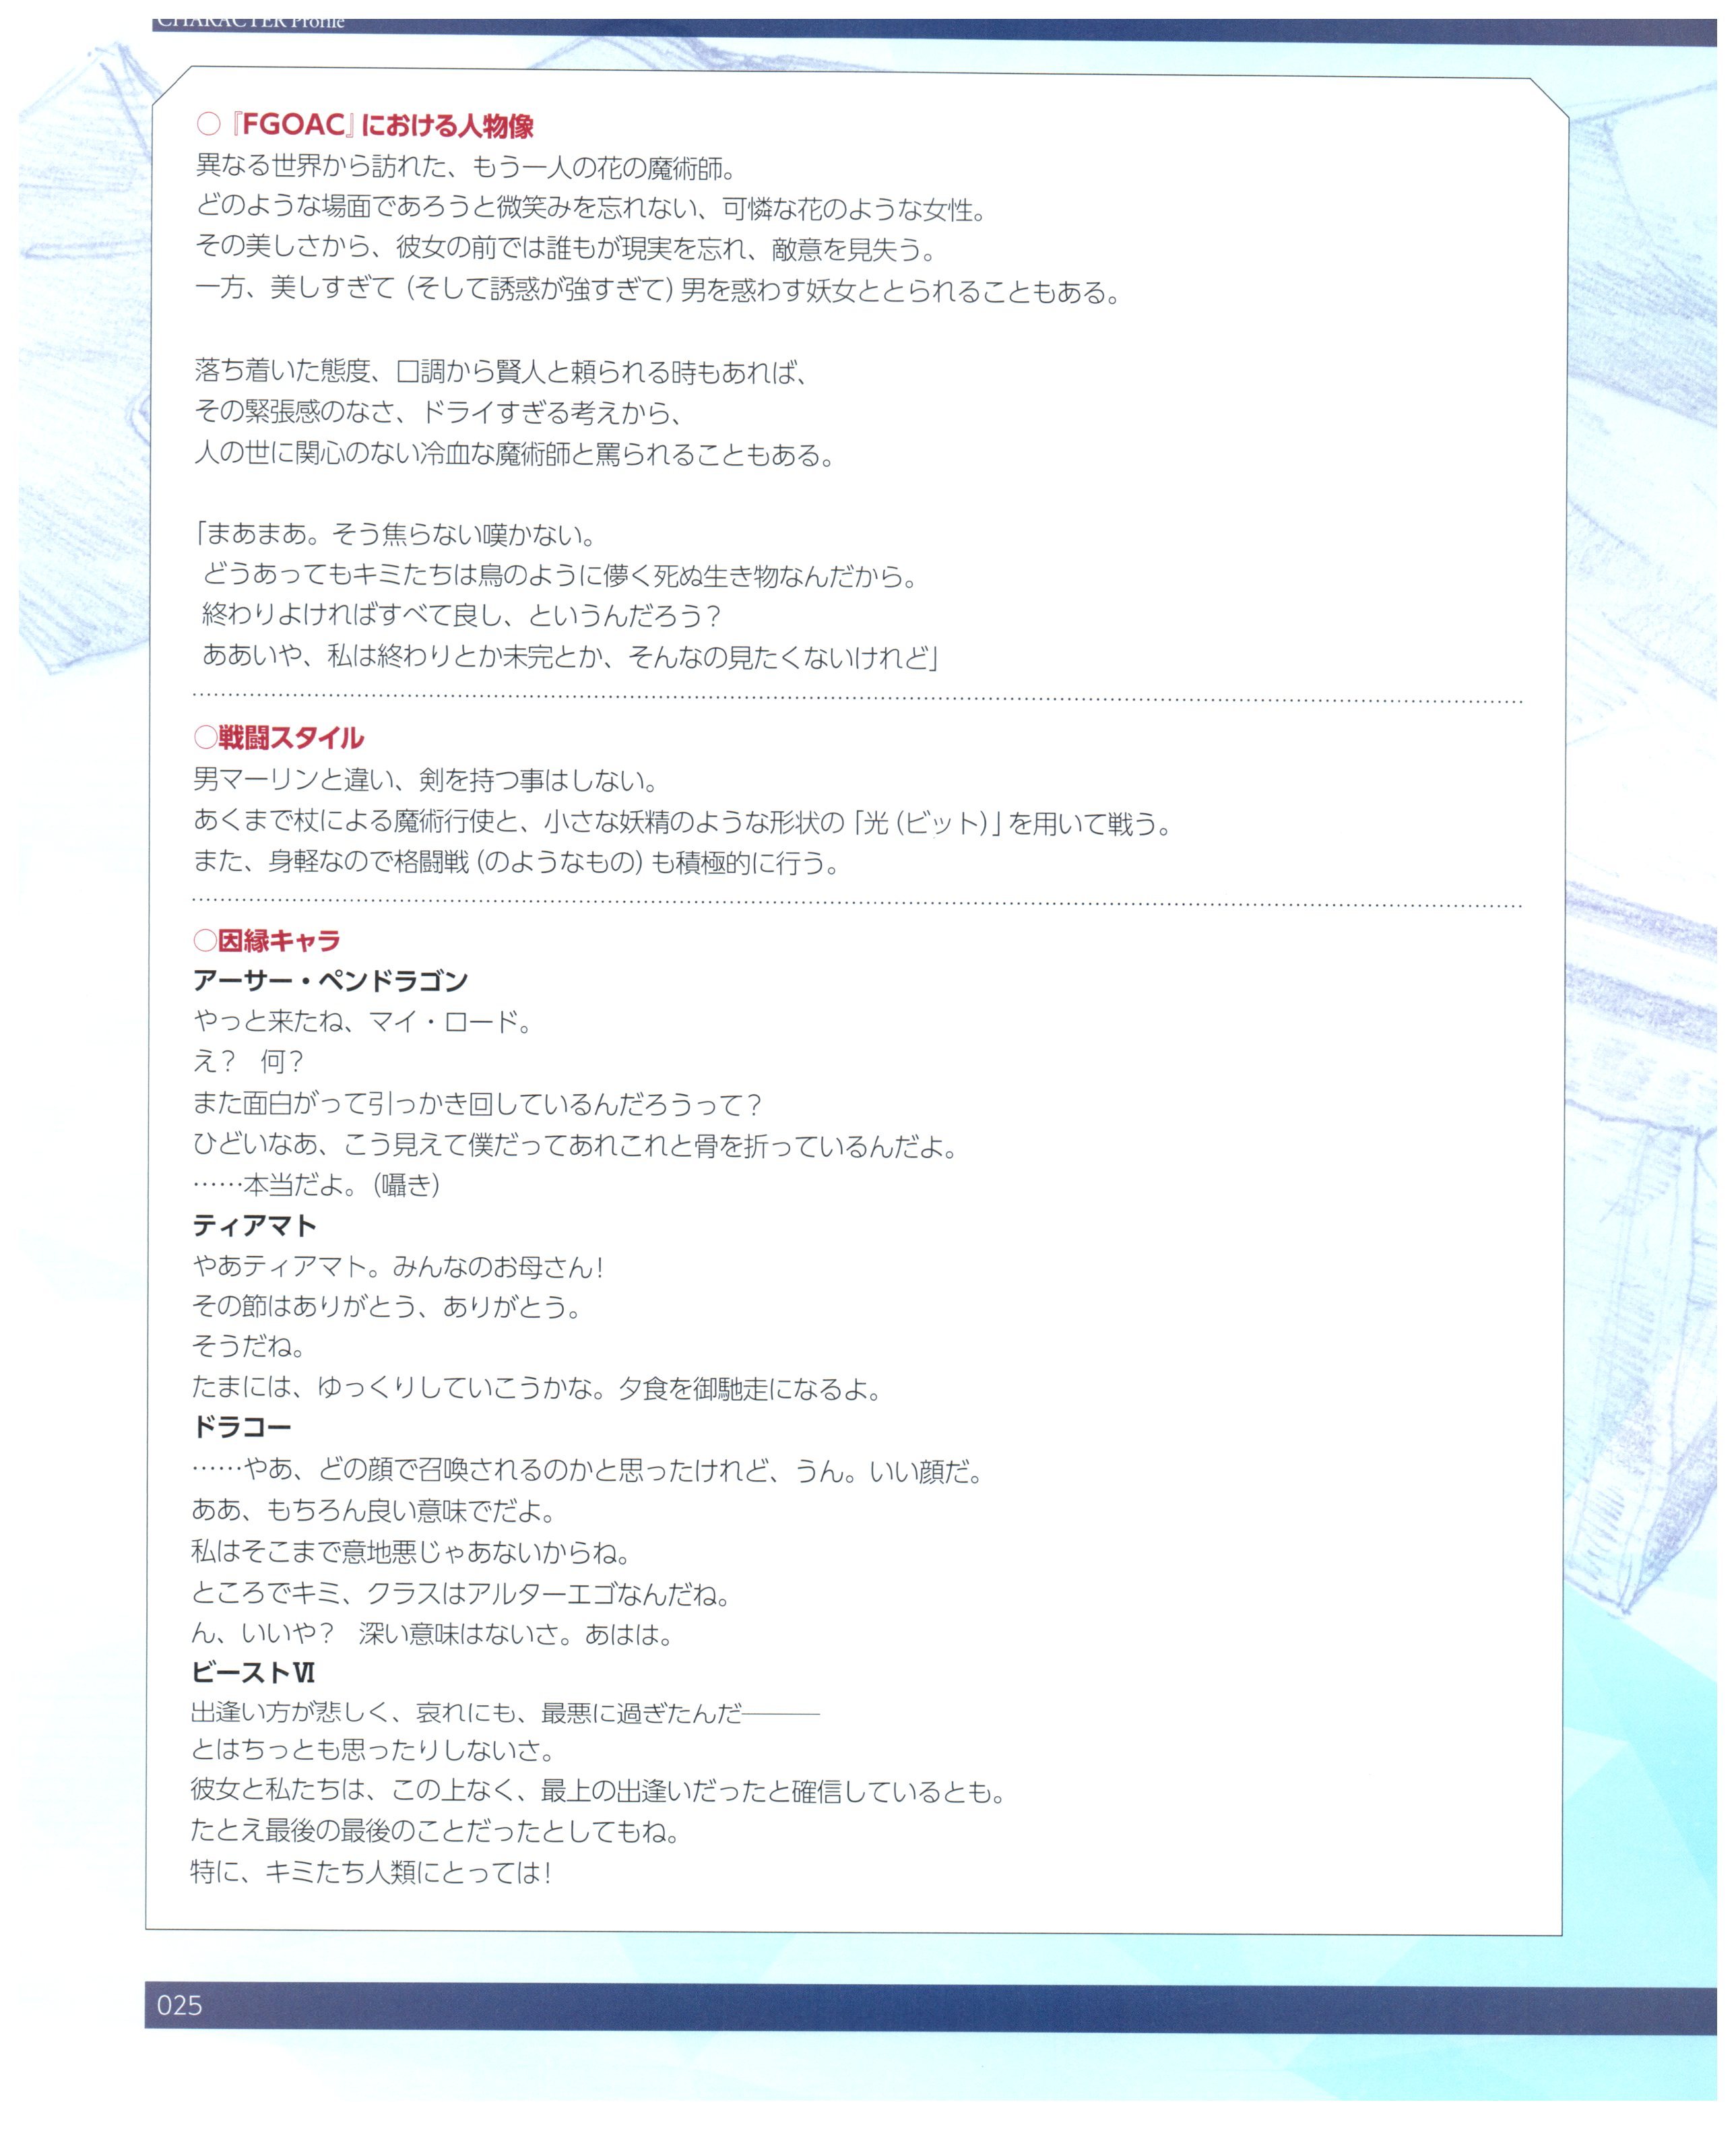 CHARACTER Profile
○『FGOAC』における人物像
異なる世界から訪れた、もう一人の花の魔術師。
どのような場面であろうと微笑みを忘れない、可憐な花のような女性。
その美しさから、彼女の前では誰もが現実を忘れ、敵意を見失う。
一方、美しすぎて（そして誘惑が強すぎて）男を惑わす妖女ととられることもある。
落ち着いた態度、口調から賢人と頼られる時もあれば、
その緊張感のなさ、ドライすぎる考えから、
人の世に関心のない冷血な魔術師と罵られることもある。
「まあまあ。そう焦らない嘆かない。
どうあってもキミたちは鳥のように儚く死ぬ生き物なんだから。
終わりよければすべて良し、というんだろう？
ああいや、私は終わりとか未完とか、そんなの見たくないけれど」
○戦闘スタイル
男マーリンと違い、剣を持つ事はしない。
あくまで杖による魔術行使と、小さな妖精のような形状の「光（ビット）」を用いて戦う。
また、身軽なので格闘戦（のようなもの）も積極的に行う。
○因縁キャラ
アーサー・ペンドラゴン
やっと来たね、マイ・ロード。
え？　何？
また面白がって引っかき回しているんだろうって？
ひどいなあ、こう見えて僕だってあれこれと骨を折っているんだよ。
……本当だよ。（囁き）
ティアマト
やあティアマト。みんなのお母さん！
その節はありがとう、ありがとう。
そうだね。
たまには、ゆっくりしていこうかな。夕食を御馳走になるよ。
ドラコー
……やあ、どの顔で召喚されるのかと思ったけれど、うん。いい顔だ。
ああ、もちろん良い意味でだよ。
私はそこまで意地悪じゃあないからね。
ところでキミ、クラスはアルターエゴなんだね。
ん、いいや？　深い意味はないさ。あはは。
ビーストⅥ
出逢い方が悲しく、哀れにも、最悪に過ぎたんだ―――
とはちっとも思ったりしないさ。
彼女と私たちは、この上なく、最上の出逢いだったと確信しているとも。
たとえ最後の最後のことだったとしてもね。
特に、キミたち人類にとっては！
025